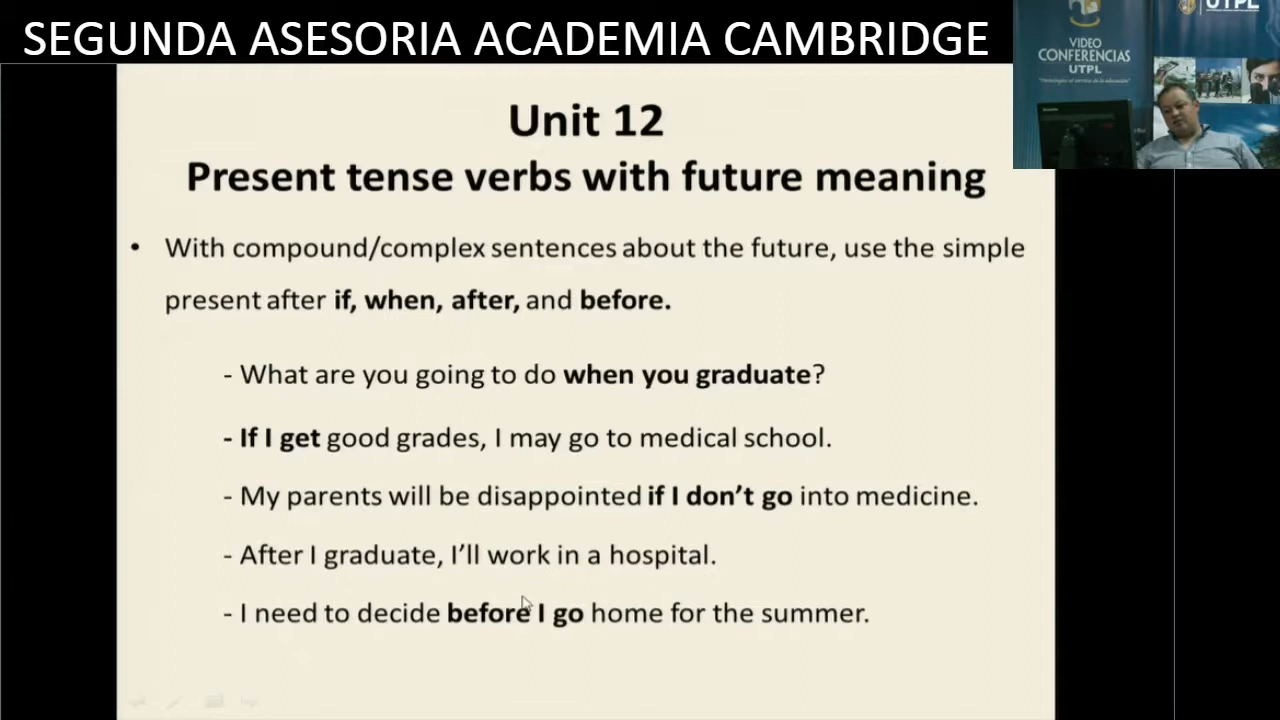 SEGUNDA ASESORIA ACADEMIA CAMBRIDGE
UTPL
VIDEO
CONFERENCIAS
UTPL
Unit 12
Present tense verbs with future meaning
• With compound/complex sentences about the future, use the simple
present after if, when, after, and before.
- What are you going to do when you graduate?
- If I get good grades, I may go to medical school.
- My parents will be disappointed if I don’t go into medicine.
- After I graduate, I’ll work in a hospital.
- I need to decide before I go home for the summer.